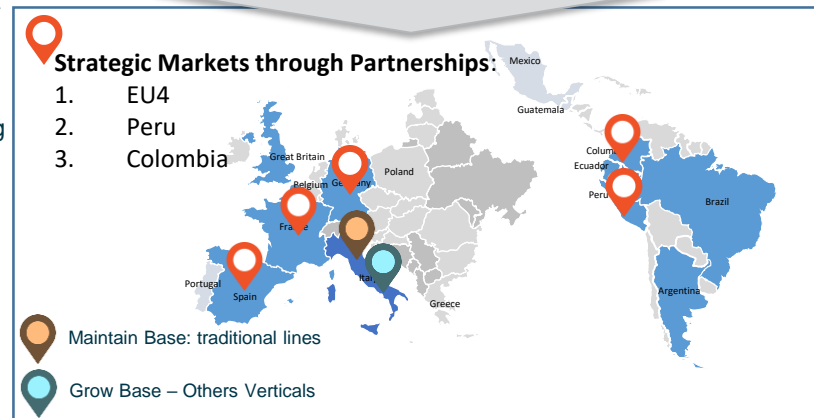 g
Strategic Markets through Partnerships:
1. EU4
2. Peru
3. Colombia
Mexico
Guatemala
Ecuador
Peru
Brazil
Argentina
Great Britain
Belgium
Poland
Portugal
Spain
Greece
Maintain Base: traditional lines
Grow Base – Others Verticals